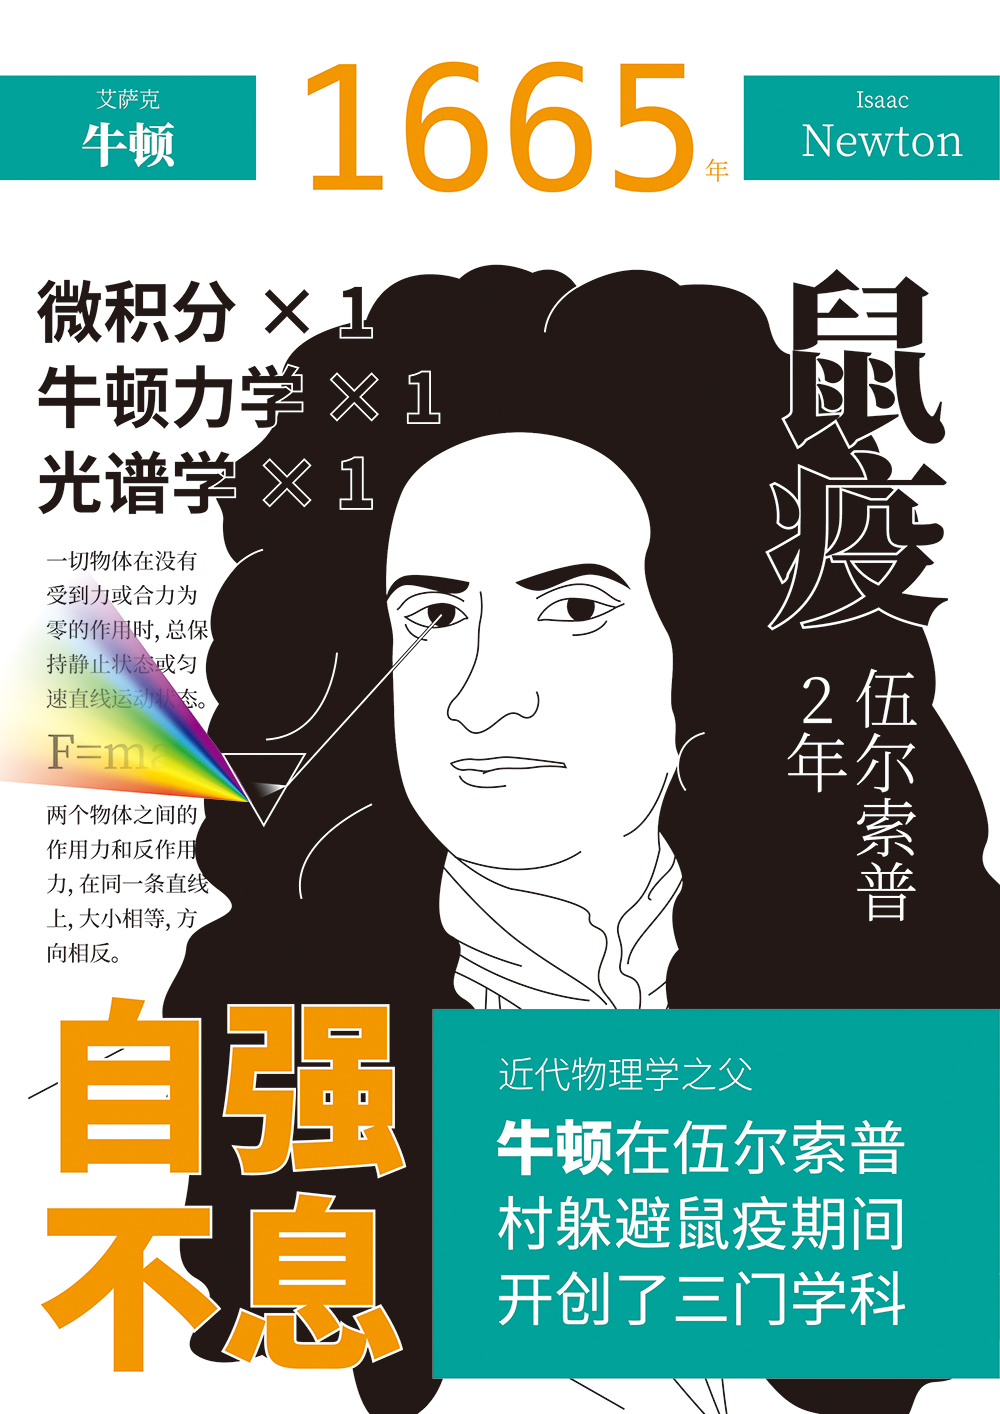 艾萨克
牛顿
1665年
Isaac
Newton
微积分 × 1
牛顿力学 × 1
光谱学 × 1
鼠疫
伍尔索普
2年
一切物体在没有
受到力或合力为
零的作用时, 总保
持静止状态或匀
速直线运动状态。
F=ma
两个物体之间的
作用力和反作用
力, 在同一条直线
上, 大小相等, 方
向相反。
自强
不息
近代物理学之父
牛顿在伍尔索普
村躲避鼠疫期间
开创了三门学科